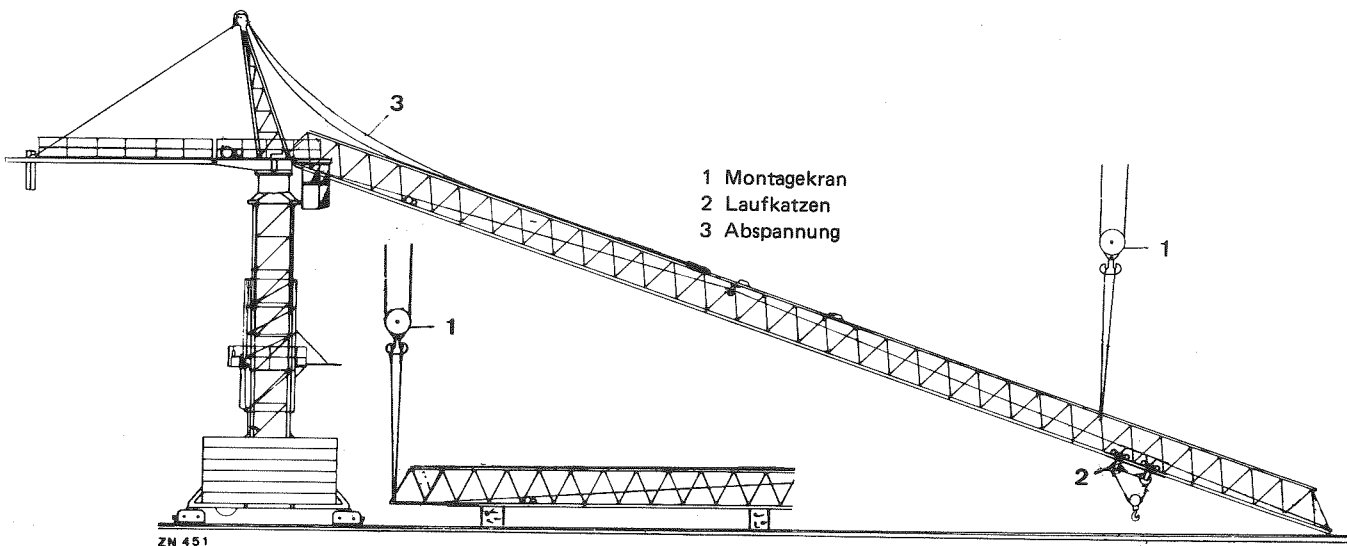 3
1 Montagekran
2 Laufkatzen
3 Abspannung
1
1
2
ZN 451